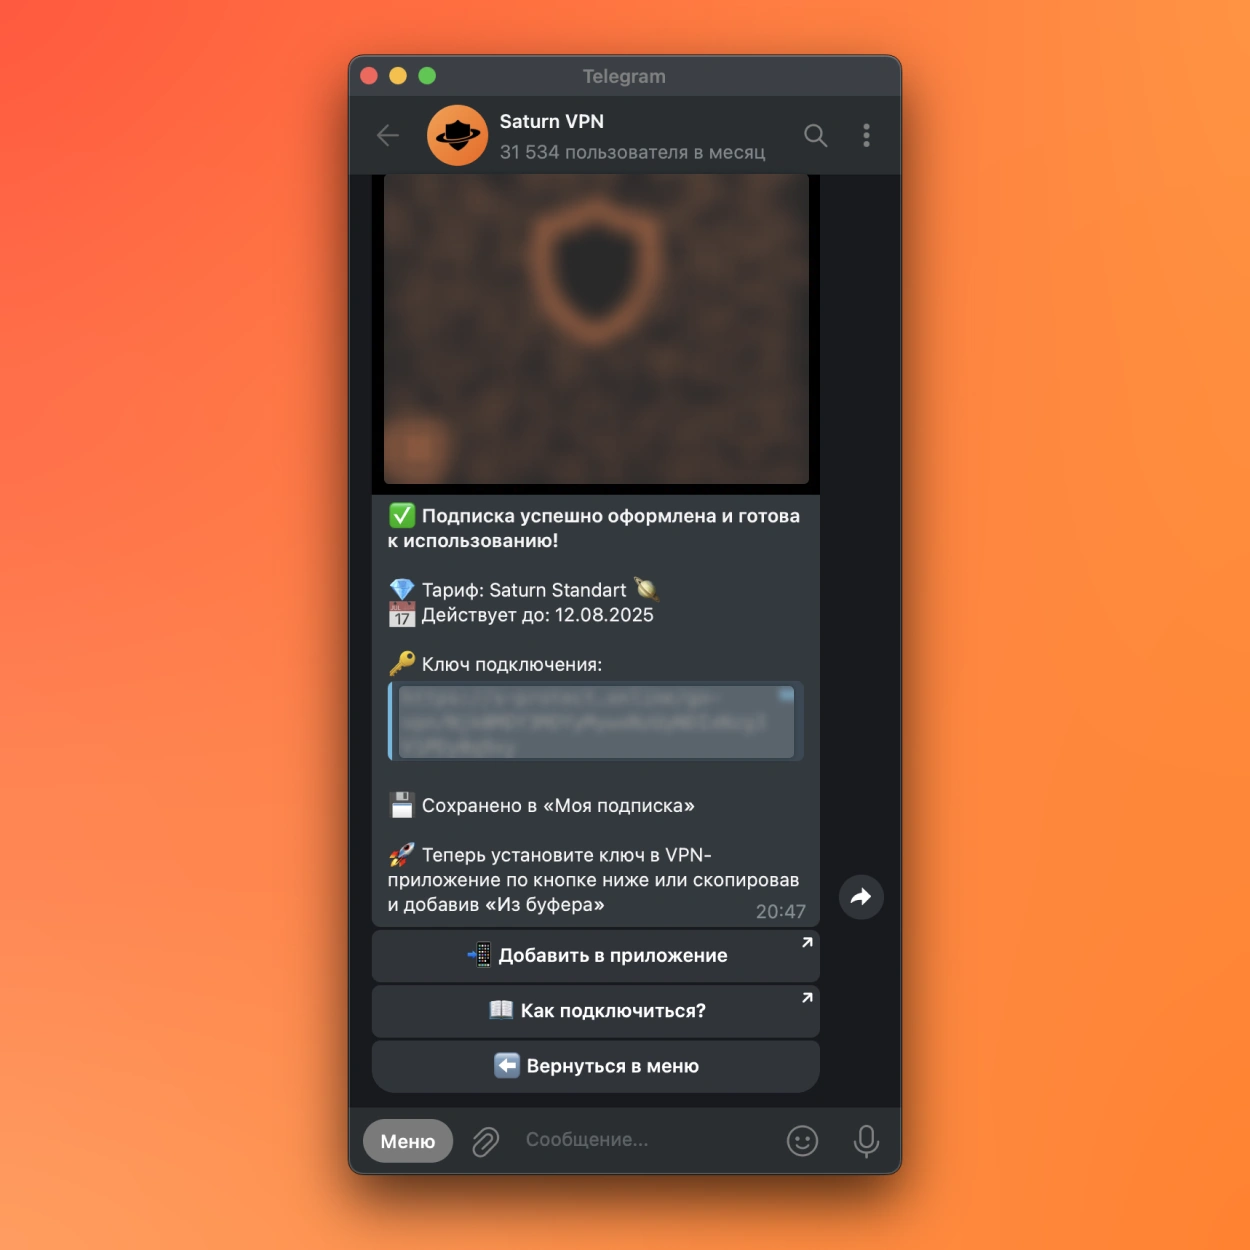 Telegram
Saturn VPN
31 534 пользователя в месяц
Подписка успешно оформлена и готова
к использованию!
Тариф: Saturn Standart
JUL
17
Действует до: 12.08.2025
Ключ подключения:
Сохранено в «Моя подписка»
Теперь установите ключ в VPN-
приложение по кнопке ниже или скопировав
и добавив «Из буфера»
20:47
Добавить в приложение
Как подключиться?
Вернуться в меню
Меню
Сообщение...